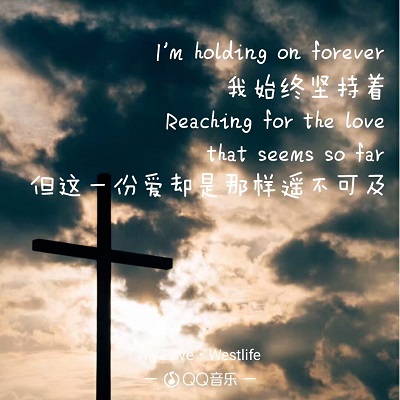 I'm holding on forever
我始终坚持着
Reaching for the love
that seems so far
但这一份爱却是那样遥不可及
Love · Westlife
QQ音乐